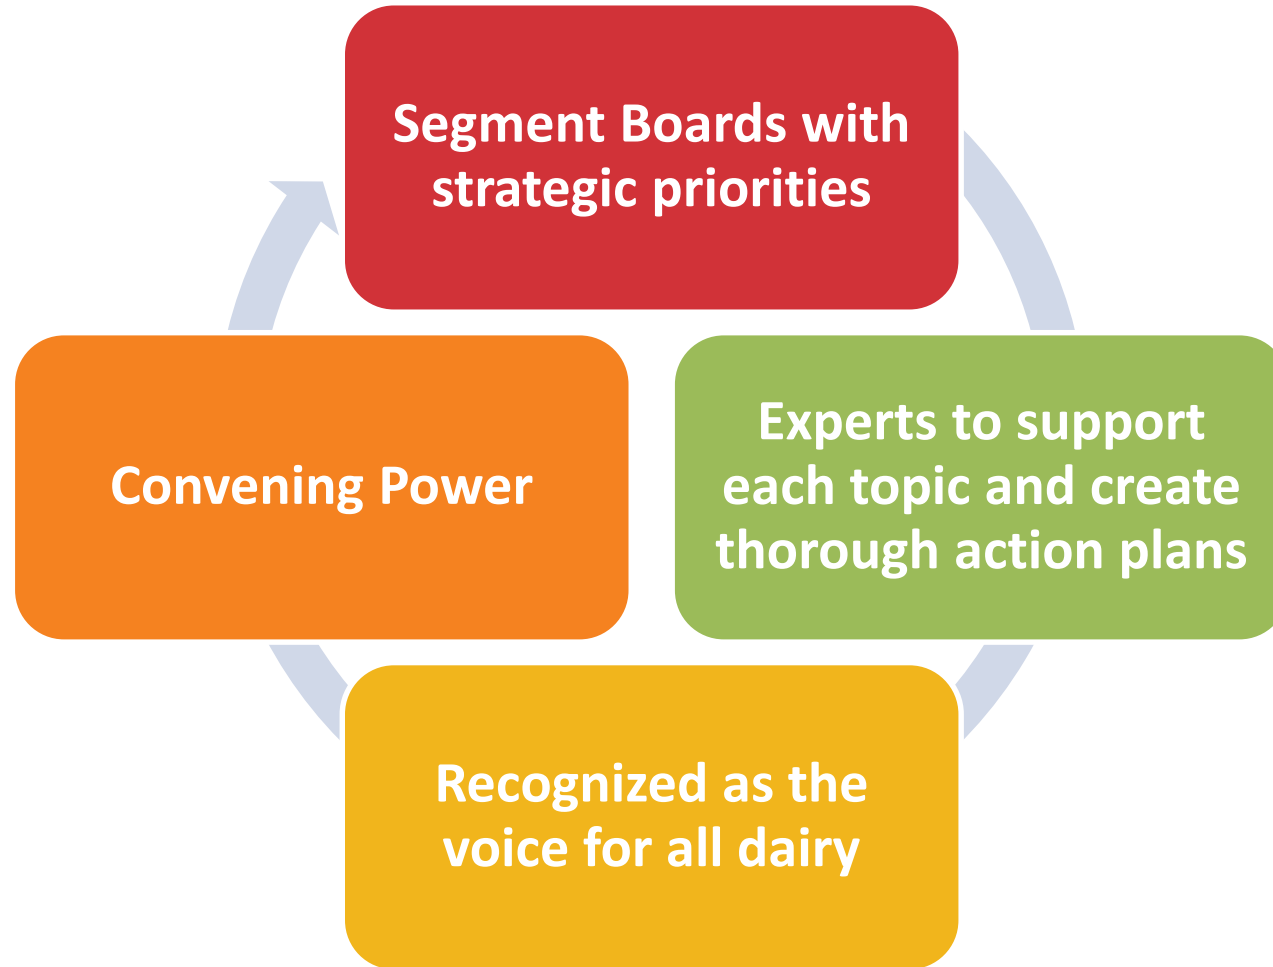 Segment Boards with
strategic priorities
Experts to support
each topic and create
thorough action plans
Recognized as the
voice for all dairy
Convening Power